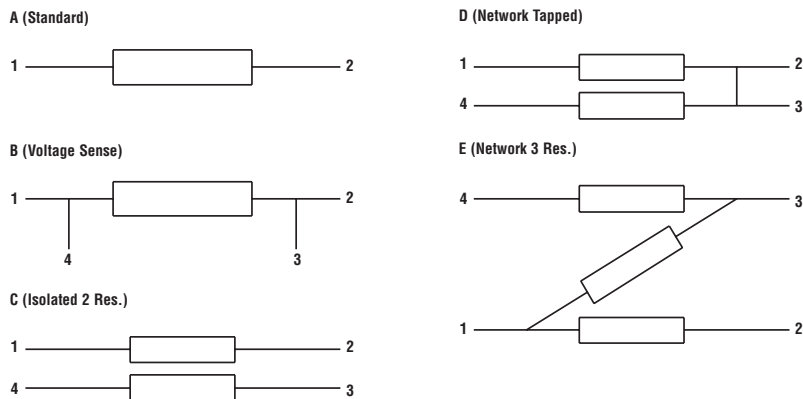 A (Standard)
1 2
B (Voltage Sense)
1 2
4 3
C (Isolated 2 Res.)
1 2
4 3
D (Network Tapped)
1 2
4 3
E (Network 3 Res.)
4 3
1 2